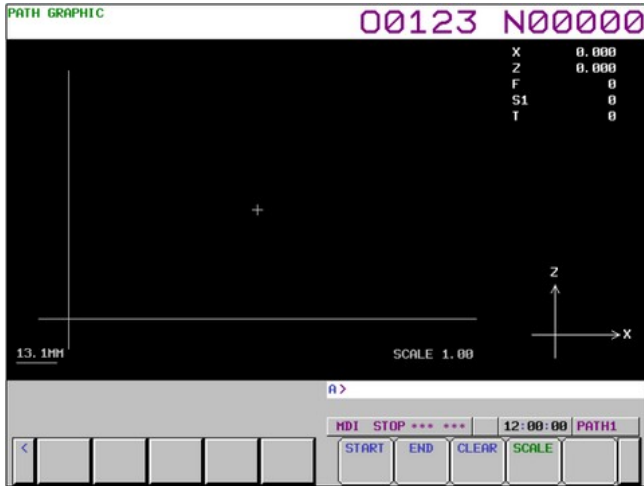 PATH GRAPHIC
O0123 N00000
X 0.000
Z 0.000
F 0
S1 0
T 0
Z
X
13.1MM
SCALE 1.00
A>
MDI STOP *** *** 12:00:00 PATH1
< START END CLEAR SCALE